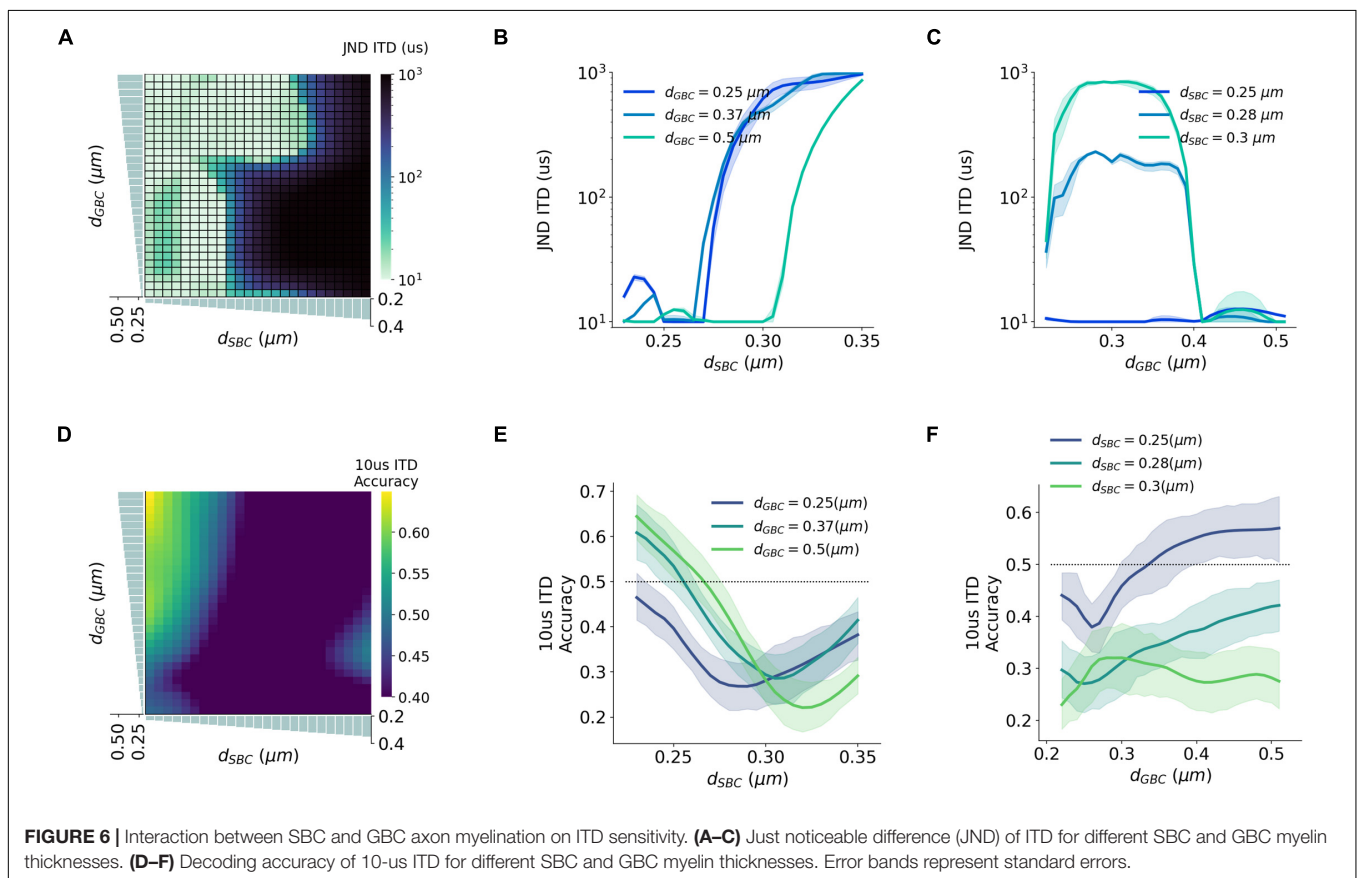 A
JND ITD (us)
10³
10²
10¹
d_GBC (μm)
0.50
0.25
0.2
0.4
d_SBC (μm)
B
10³
10²
10¹
JND ITD (us)
d_GBC = 0.25 μm
d_GBC = 0.37 μm
d_GBC = 0.5 μm
0.25
0.30
0.35
d_SBC (μm)
C
10³
10²
10¹
JND ITD (us)
d_SBC = 0.25 μm
d_SBC = 0.28 μm
d_SBC = 0.3 μm
0.3
0.4
0.5
d_GBC (μm)
D
10us ITD
Accuracy
0.60
0.55
0.50
0.45
0.40
d_GBC (μm)
0.50
0.25
0.2
0.4
d_SBC (μm)
E
0.7
0.6
0.5
0.4
0.3
0.2
10us ITD
Accuracy
d_GBC = 0.25(μm)
d_GBC = 0.37(μm)
d_GBC = 0.5(μm)
0.25
0.30
0.35
d_SBC (μm)
F
d_SBC = 0.25(μm)
d_SBC = 0.28(μm)
d_SBC = 0.3(μm)
0.6
0.5
0.4
0.3
0.2
10us ITD
Accuracy
0.2
0.3
0.4
0.5
d_GBC (μm)
FIGURE 6 | Interaction between SBC and GBC axon myelination on ITD sensitivity. (A–C) Just noticeable difference (JND) of ITD for different SBC and GBC myelin
thicknesses. (D–F) Decoding accuracy of 10-us ITD for different SBC and GBC myelin thicknesses. Error bands represent standard errors.